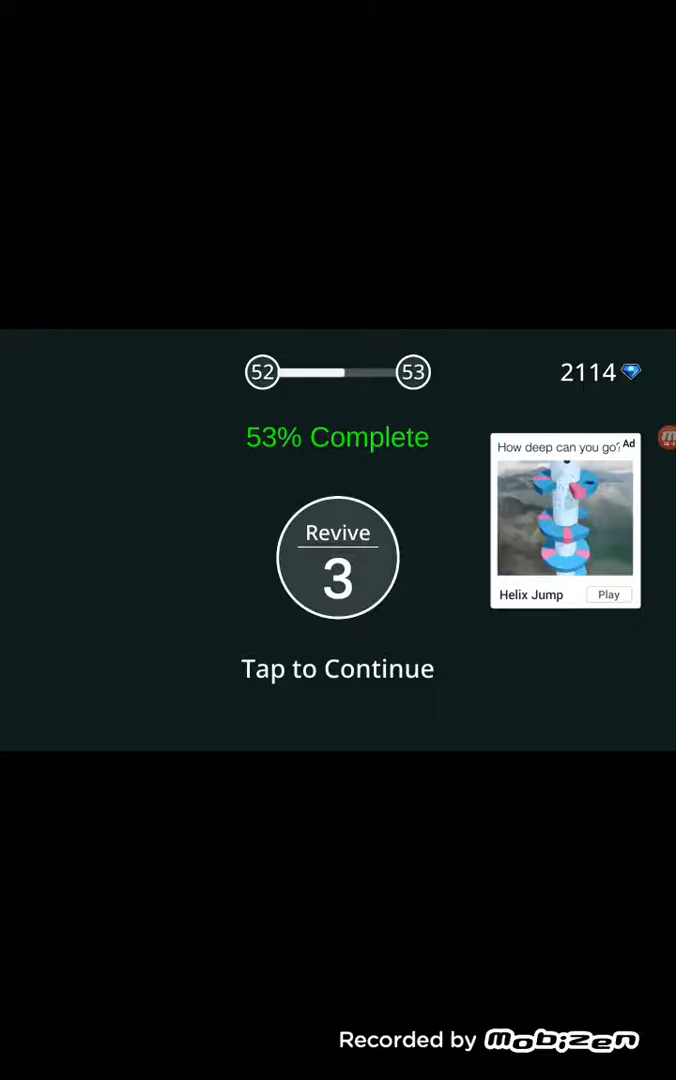 52 53 2114
53% Complete
How deep can you go? Ad
Revive
3
Helix Jump Play
Tap to Continue
Recorded by mobizen